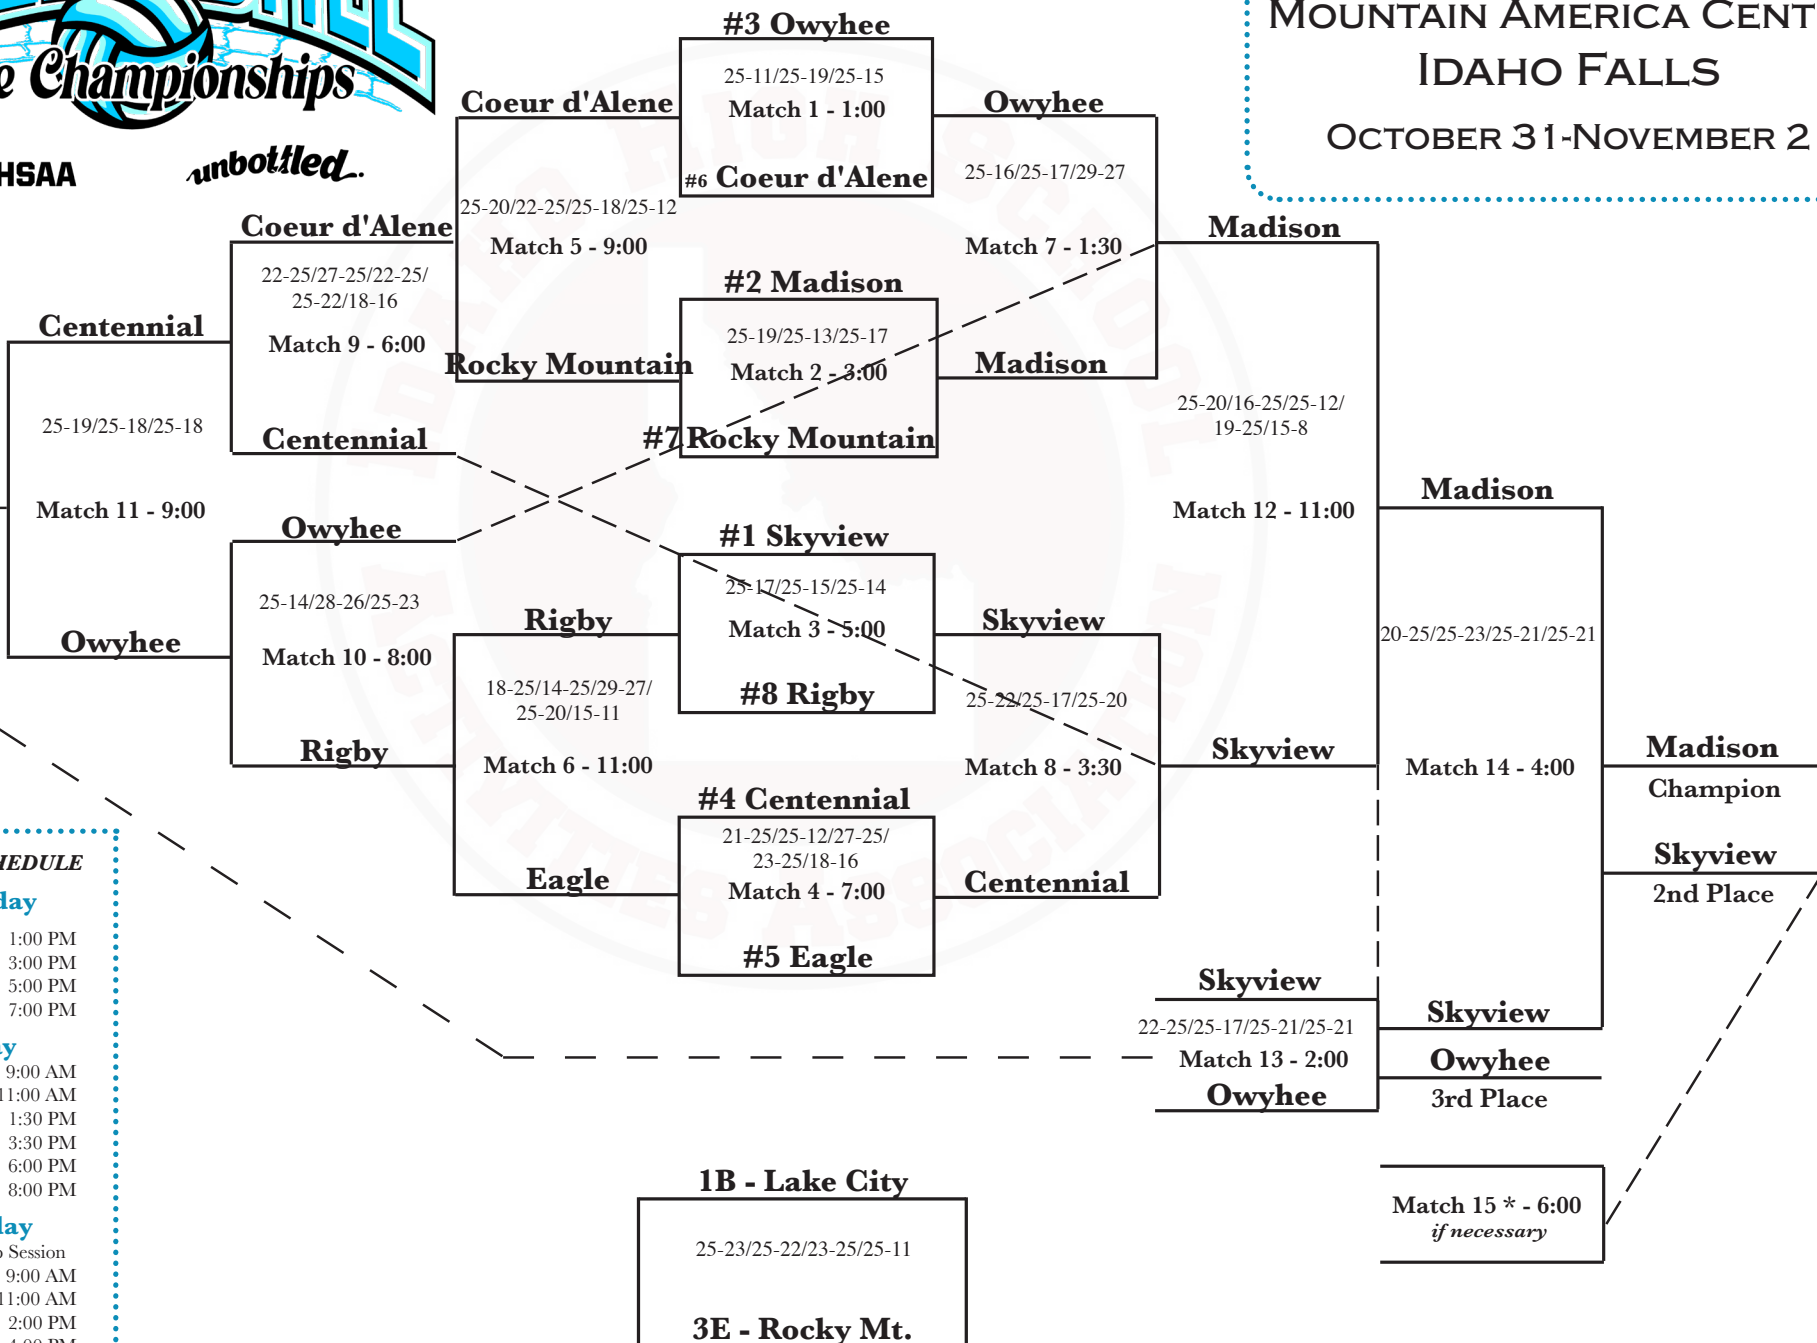 Championships
HSAA
unbottled.
MOUNTAIN AMERICA CENT
IDAHO FALLS
OCTOBER 31-NOVEMBER 2
#3 Owyhee
25-11/25-19/25-15
Match 1 - 1:00
#6 Coeur d'Alene
Coeur d'Alene
Owyhee
25-20/22-25/25-18/25-12
Match 5 - 9:00
25-16/25-17/29-27
Match 7 - 1:30
#2 Madison
25-19/25-13/25-17
Match 2 - 3:00
#7 Rocky Mountain
Rocky Mountain
Madison
Coeur d'Alene
22-25/27-25/22-25/
25-22/18-16
Match 9 - 6:00
Centennial
Centennial
25-19/25-18/25-18
Match 11 - 9:00
Owyhee
Owyhee
25-14/28-26/25-23
Match 10 - 8:00
Rigby
Rigby
18-25/14-25/29-27/
25-20/15-11
Match 6 - 11:00
Eagle
#1 Skyview
25-17/25-15/25-14
Match 3 - 5:00
#8 Rigby
Skyview
25-22/25-17/25-20
Match 8 - 3:30
#4 Centennial
21-25/25-12/27-25/
23-25/18-16
Match 4 - 7:00
#5 Eagle
Centennial
Madison
25-20/16-25/25-12/
19-25/15-8
Match 12 - 11:00
Skyview
Madison
20-25/25-23/25-21/25-21
Match 14 - 4:00
Skyview
Madison
Champion
Skyview
2nd Place
Skyview
22-25/25-17/25-21/25-21
Match 13 - 2:00
Owyhee
Owyhee
3rd Place
Match 15 * - 6:00
if necessary
1B - Lake City
25-23/25-22/23-25/25-11
3E - Rocky Mt.
HEDULE
day
1:00 PM
3:00 PM
5:00 PM
7:00 PM
y
9:00 AM
11:00 AM
1:30 PM
3:30 PM
6:00 PM
8:00 PM
day
Session
9:00 AM
11:00 AM
2:00 PM
IDAHO HIGH SCHOOL
ACTIVITIES ASSOCIATION